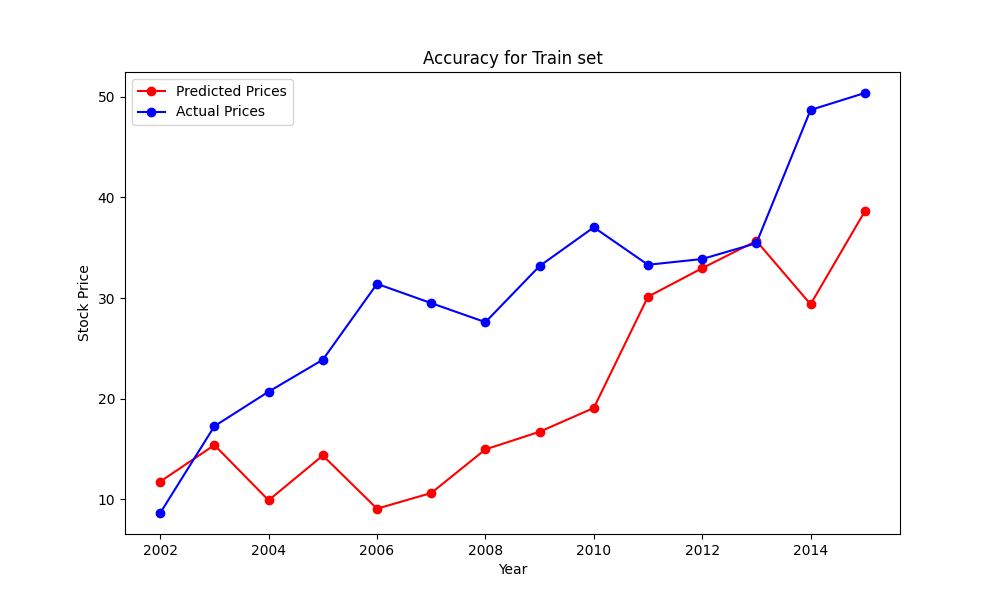 Accuracy for Train set
Predicted Prices
Actual Prices
50
40
30
20
10
Stock Price
2002 2004 2006 2008 2010 2012 2014
Year